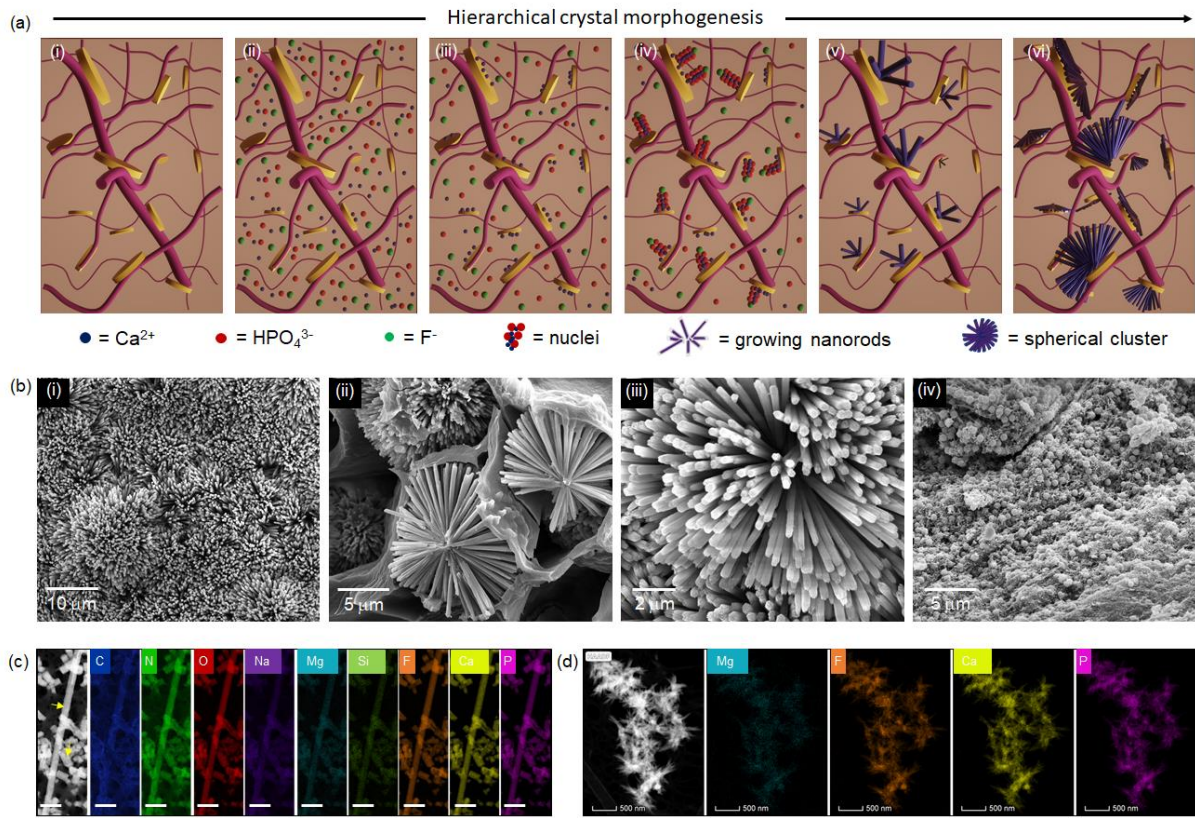 Hierarchical crystal morphogenesis
(a)
(i) (ii) (iii) (iv) (v) (vi)
= Ca²⁺ = HPO₄³⁻ = F⁻ = nuclei = growing nanorods = spherical cluster
(b)
(i) (ii) (iii) (iv)
10 μm 5 μm 2 μm 5 μm
(c) C N O Na Mg Si F Ca P
(d) Mg F Ca P
500 nm 500 nm 500 nm 500 nm 500 nm